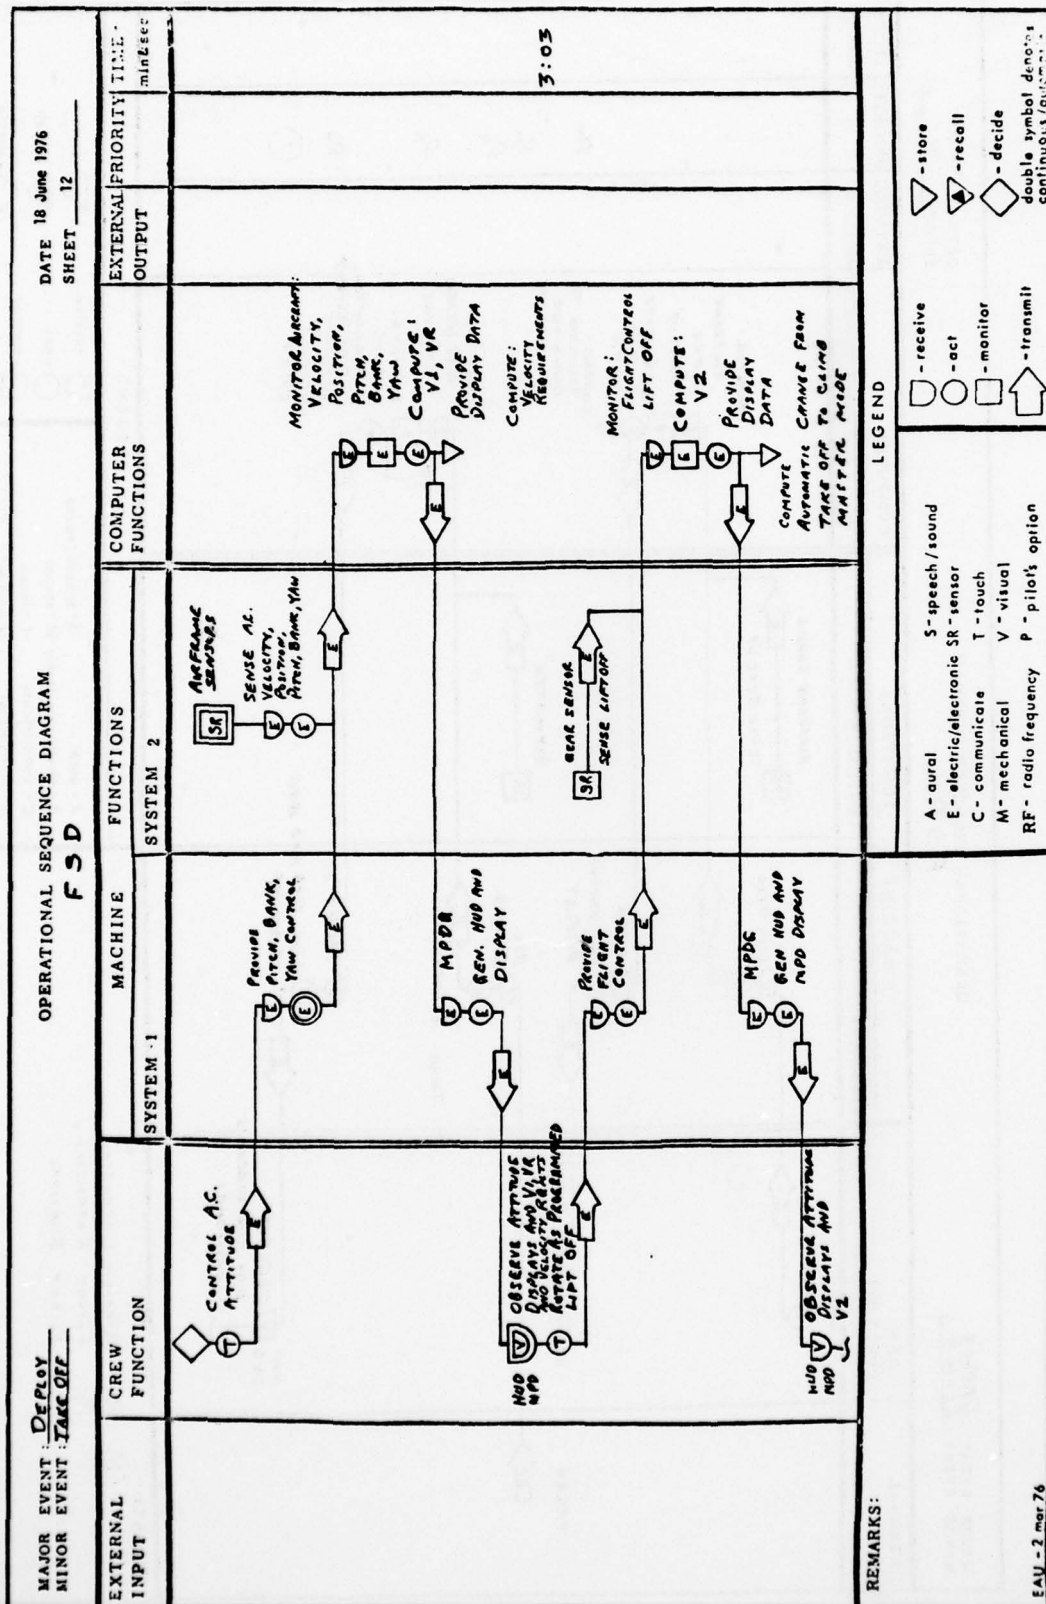 MAJOR EVENT : DEPLOY
MINOR EVENT : TAKE OFF
OPERATIONAL SEQUENCE DIAGRAM
FSD
DATE 18 June 1976
SHEET 12
EXTERNAL INPUT
CREW FUNCTION
MACHINE FUNCTIONS
SYSTEM 1
SYSTEM 2
COMPUTER FUNCTIONS
EXTERNAL OUTPUT
PRIORITY
TIME -
min & sec
T
CONTROL A.C.
ATTITUDE
E
PROVIDE
PITCH, BANK,
YAW CONTROL
E
E
E
AIRFRAME
SENSORS
SR
SENSE AC.
VELOCITY,
POSITION,
PITCH, BANK, YAW
E
E
E
MONITOR AIRCRAFT:
VELOCITY,
POSITION,
PITCH,
BANK,
YAW
COMPUTE:
V1, VR
PROVIDE
DISPLAY DATA
E
E
E
E
COMPUTE:
VELOCITY
REQUIREMENTS
MPDG
GEN. HUD AND
DISPLAY
E
E
E
HUD
MPD
V
OBSERVE ATTITUDE
DISPLAYS AND V1, VR
AND VELOCITY RQMTS
ROTATE AS PROGRAMMED
LIFT OFF
T
E
PROVIDE
FLIGHT
CONTROL
E
E
E
GEAR SENSOR
SR
E
SENSE LIFTOFF
MONITOR:
FLIGHT CONTROL
LIFT OFF
COMPUTE:
V2
PROVIDE
DISPLAY
DATA
E
E
E
E
COMPUTE
AUTOMATIC CHANGE FROM
TAKE OFF TO CLIMB
MASTER MODE
3:03
MPDG
GEN HUD AND
MPD DISPLAY
E
E
E
HUD
MPD
V
OBSERVE ATTITUDE
DISPLAYS AND
V2
REMARKS:
LEGEND
A - aural
E - electric/electronic
C - communicate
M - mechanical
RF - radio frequency
S - speech/sound
SR - sensor
T - touch
V - visual
P - pilot's option
- receive
- act
- monitor
- transmit
- store
- recall
- decide
double symbol denotes
EAU - 2 mar 76